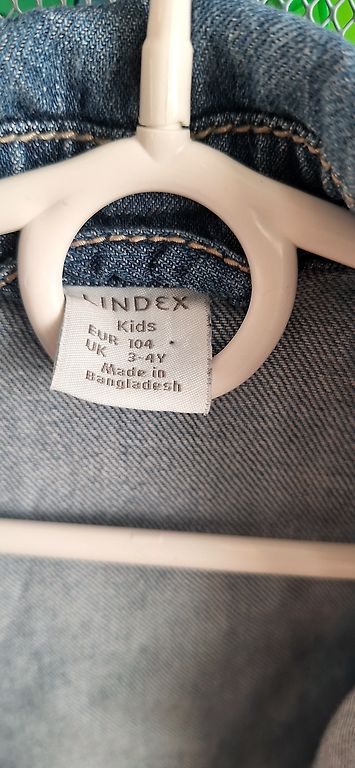 LINDEX
Kids
EUR 104
UK 3-4Y
Made in
Bangladesh